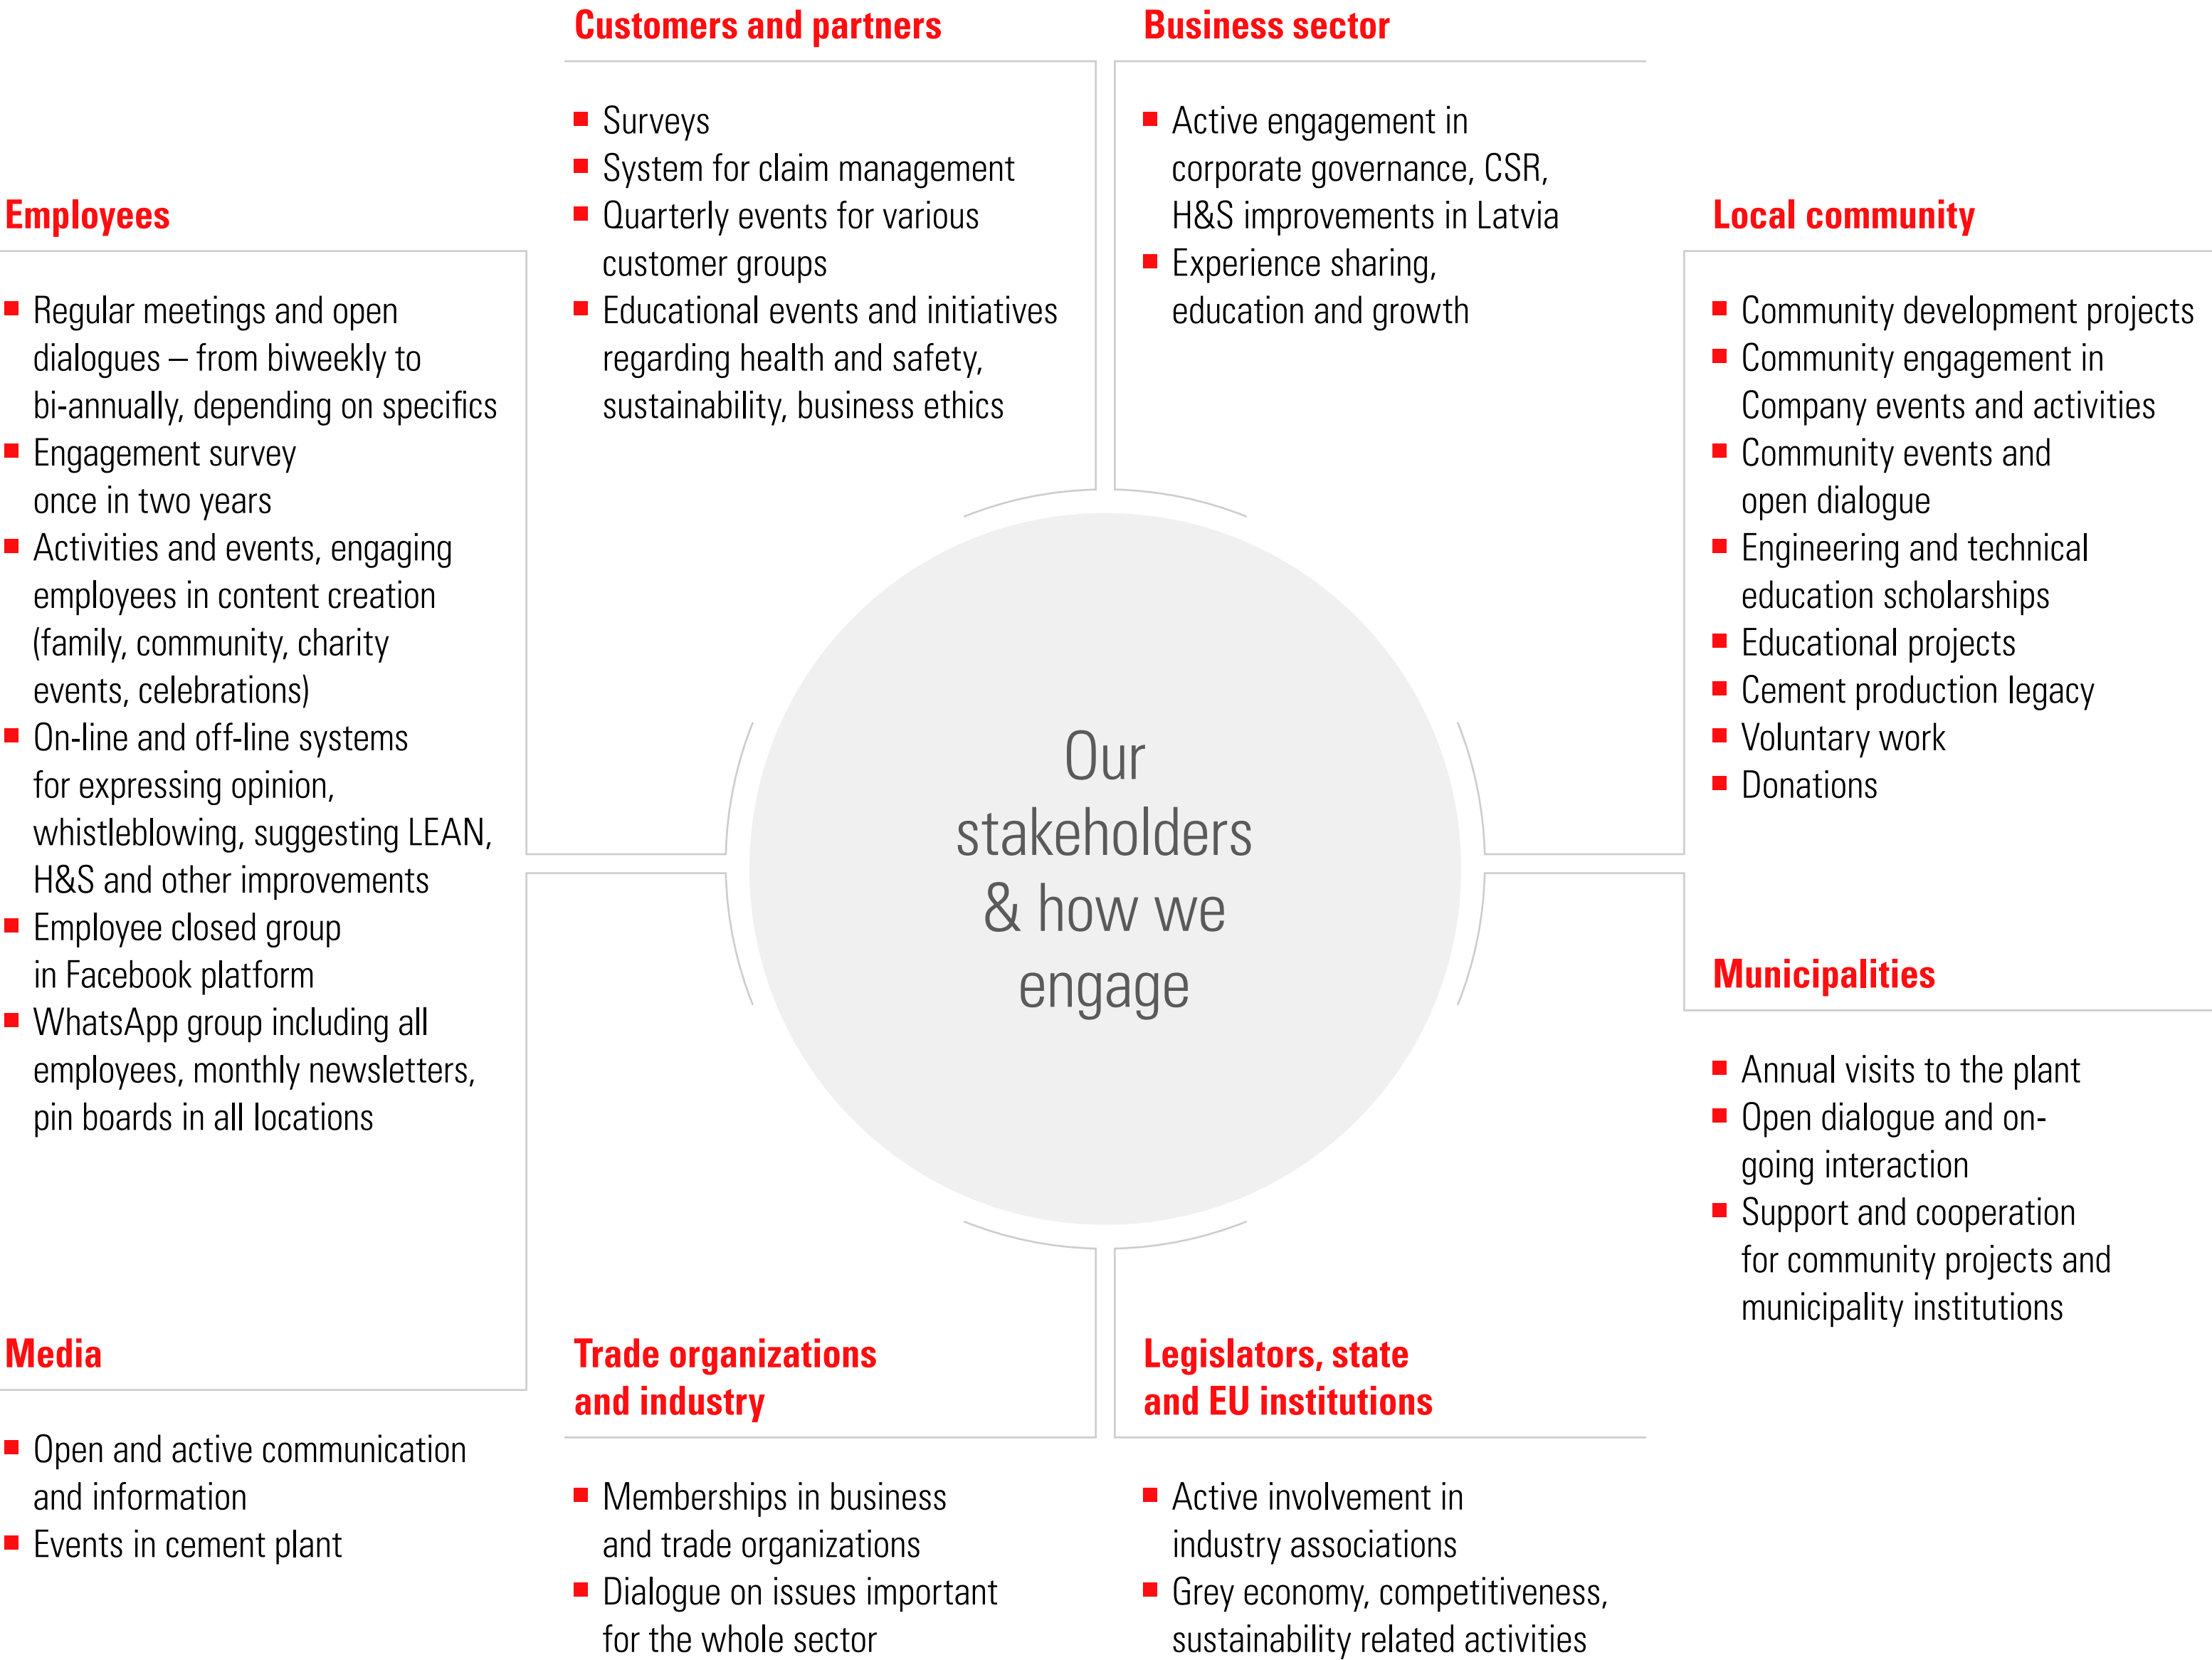 Customers and partners
Surveys
System for claim management
Quarterly events for various
customer groups
Educational events and initiatives
regarding health and safety,
sustainability, business ethics
Business sector
Active engagement in
corporate governance, CSR,
H&S improvements in Latvia
Experience sharing,
education and growth
Employees
Regular meetings and open
dialogues – from biweekly to
bi-annually, depending on specifics
Engagement survey
once in two years
Activities and events, engaging
employees in content creation
(family, community, charity
events, celebrations)
On-line and off-line systems
for expressing opinion,
whistleblowing, suggesting LEAN,
H&S and other improvements
Employee closed group
in Facebook platform
WhatsApp group including all
employees, monthly newsletters,
pin boards in all locations
Our
stakeholders
& how we
engage
Local community
Community development projects
Community engagement in
Company events and activities
Community events and
open dialogue
Engineering and technical
education scholarships
Educational projects
Cement production legacy
Voluntary work
Donations
Municipalities
Annual visits to the plant
Open dialogue and on-
going interaction
Support and cooperation
for community projects and
municipality institutions
Media
Open and active communication
and information
Events in cement plant
Trade organizations
and industry
Memberships in business
and trade organizations
Dialogue on issues important
for the whole sector
Legislators, state
and EU institutions
Active involvement in
industry associations
Grey economy, competitiveness,
sustainability related activities